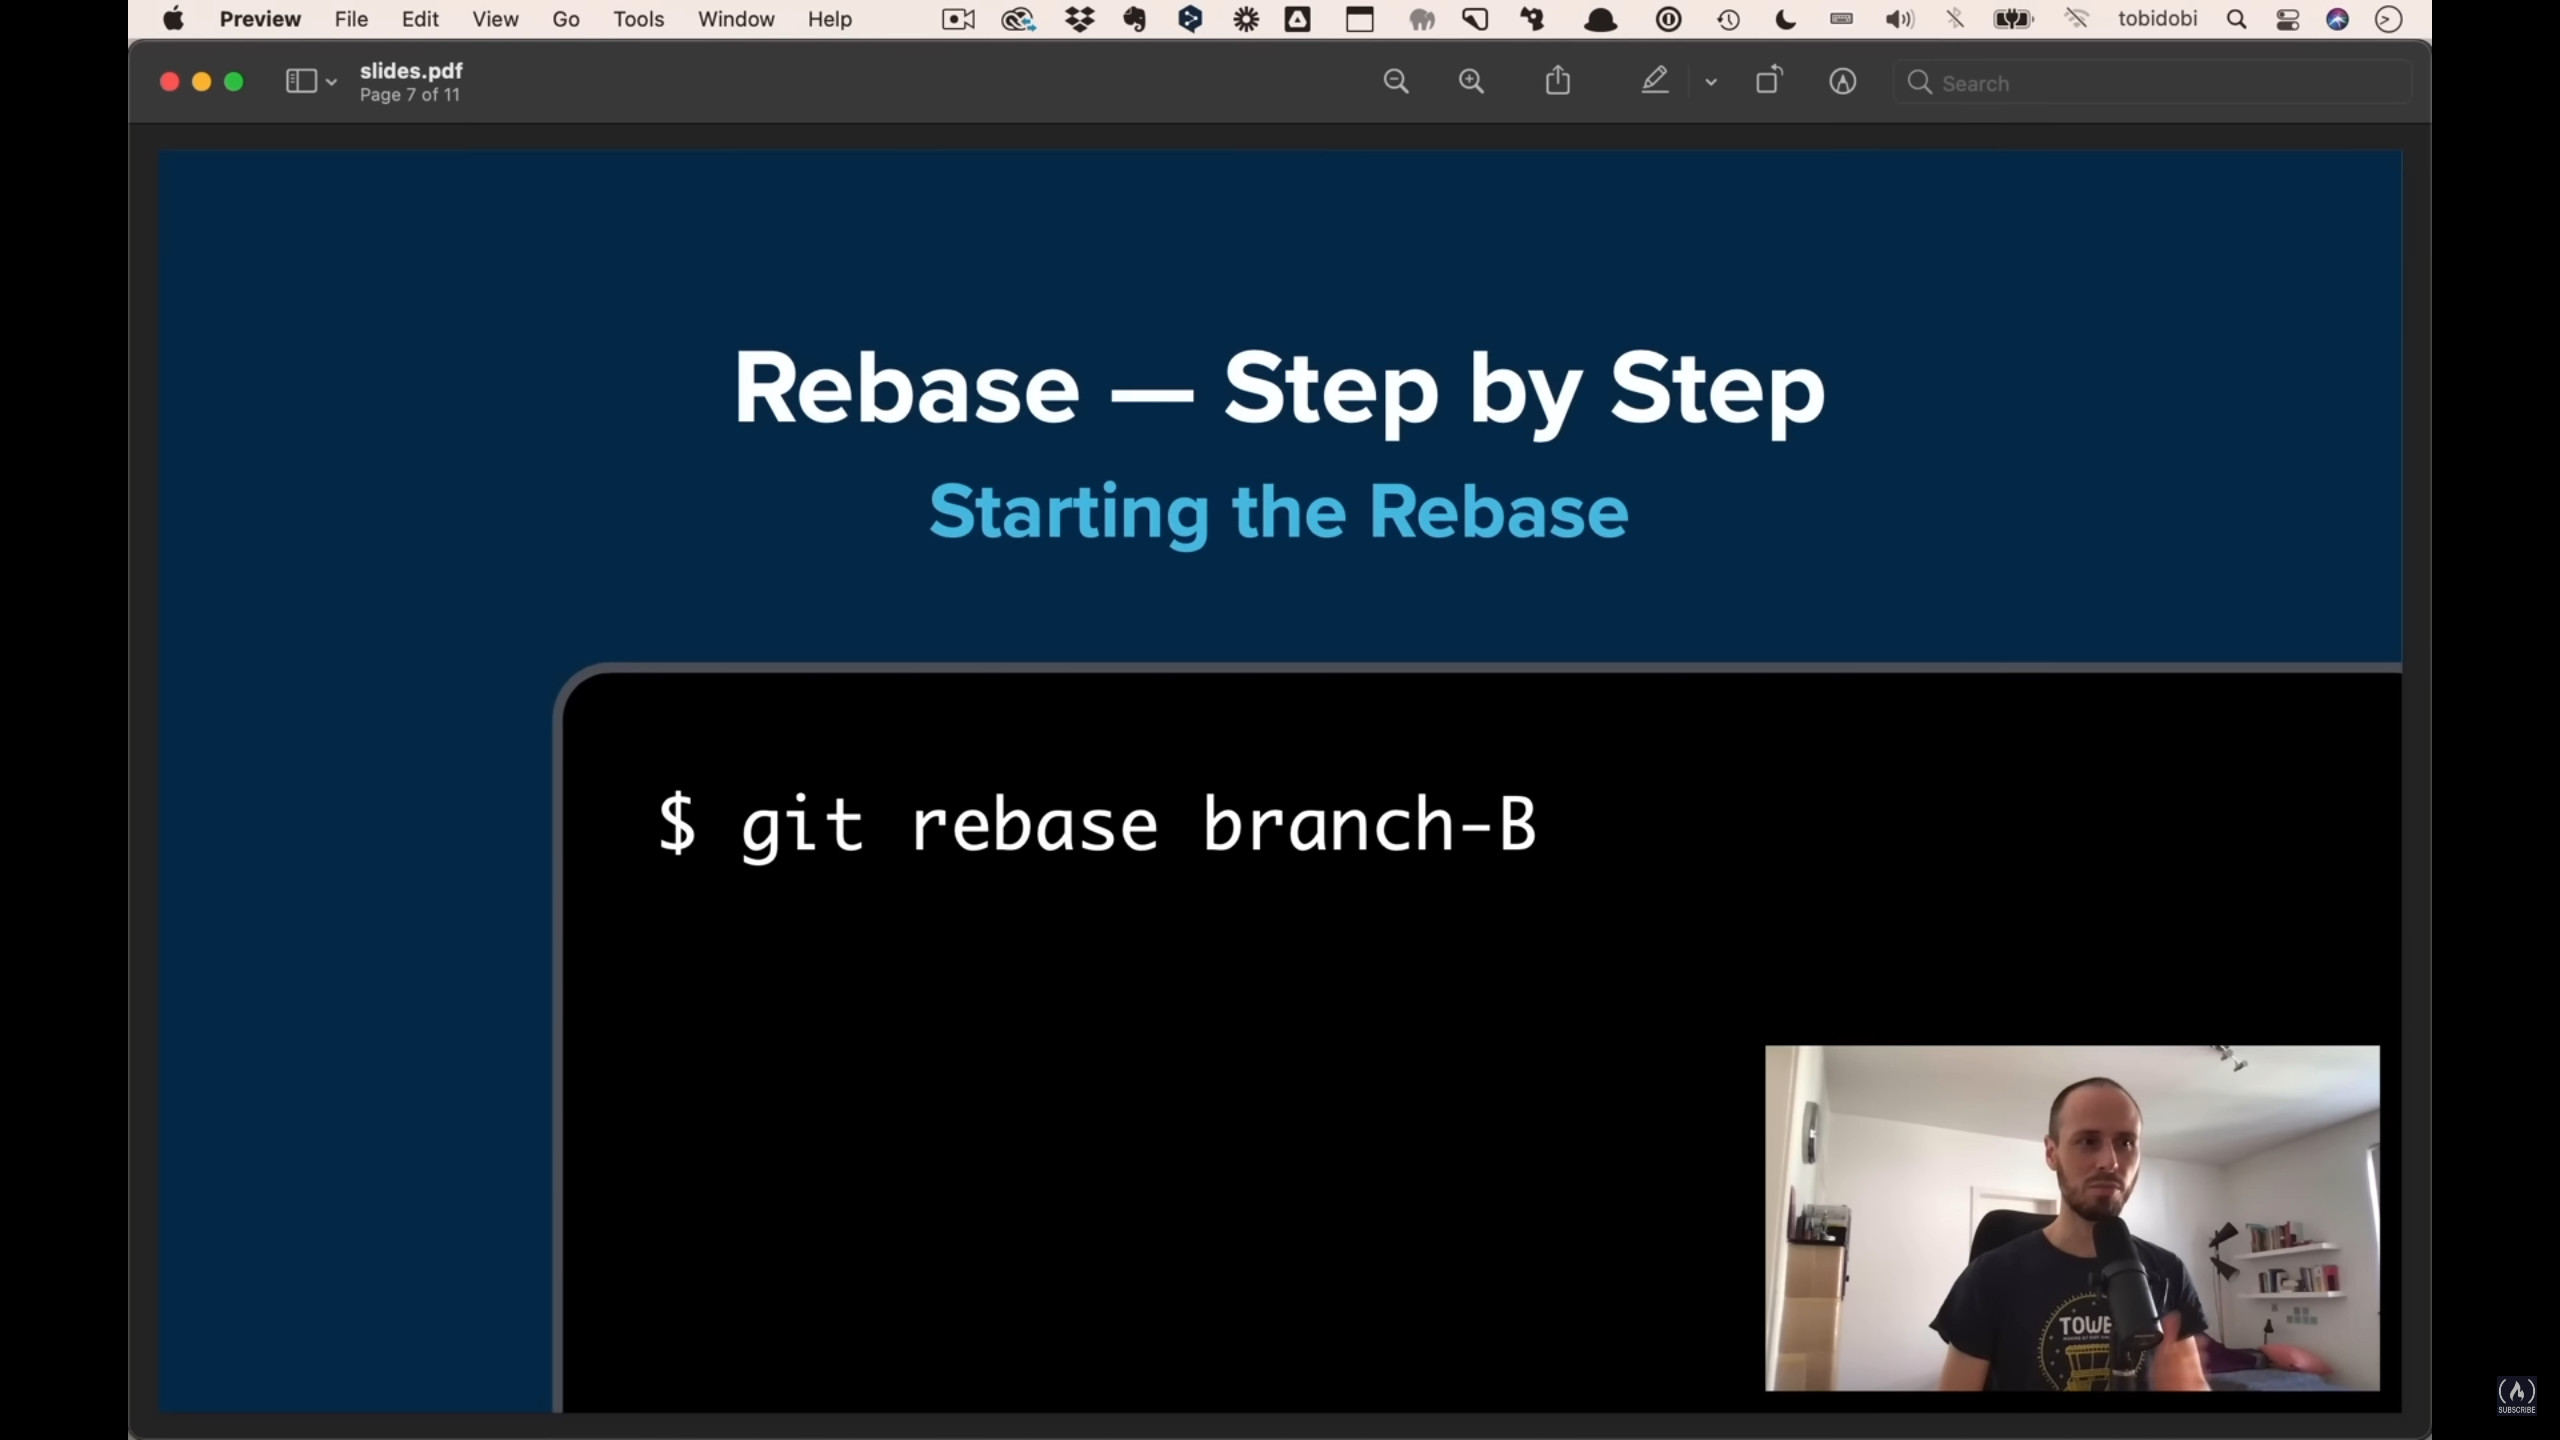 Preview File Edit View Go Tools Window Help tobidobi
slides.pdf
Page 7 of 11
Search
Rebase — Step by Step
Starting the Rebase
$ git rebase branch-B
TOWE
SUBSCRIBE